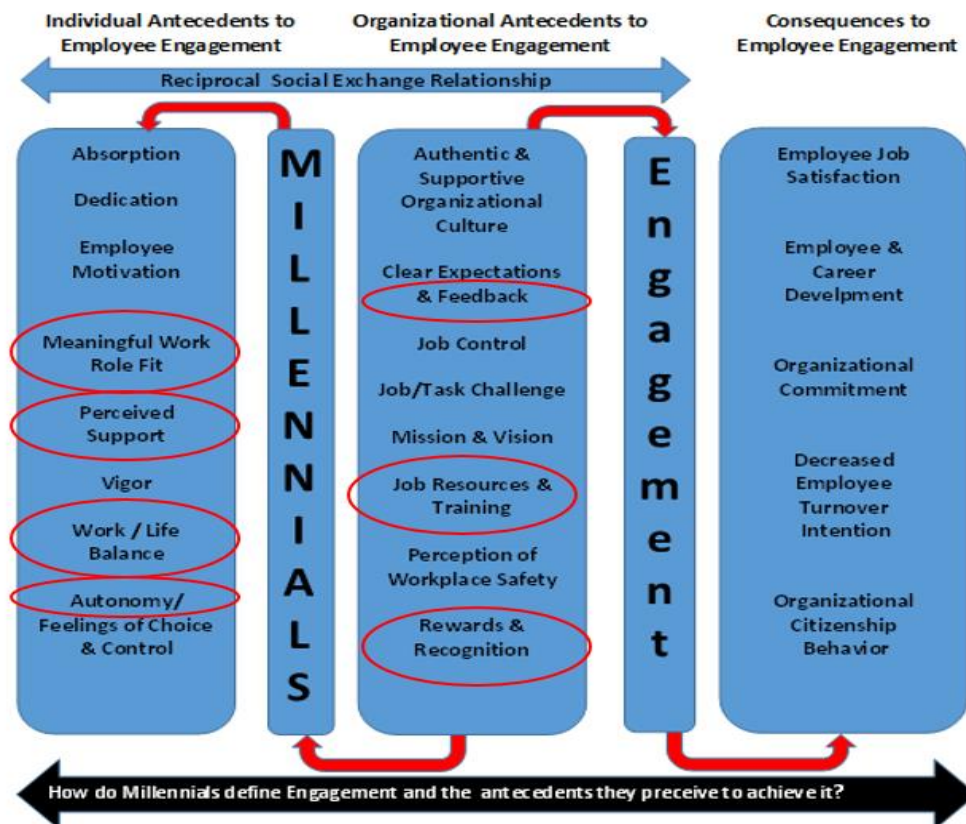 Individual Antecedents to
Employee Engagement
Organizational Antecedents to
Employee Engagement
Consequences to
Employee Engagement
Reciprocal Social Exchange Relationship
Absorption
Dedication
Employee
Motivation
Meaningful Work
Role Fit
Perceived
Support
Vigor
Work / Life
Balance
Autonomy/
Feelings of Choice
& Control
MILLENNIALS
Authentic &
Supportive
Organizational
Culture
Clear Expectations
& Feedback
Job Control
Job/Task Challenge
Mission & Vision
Job Resources &
Training
Perception of
Workplace Safety
Rewards &
Recognition
Engagement
Employee Job
Satisfaction
Employee &
Career
Develpment
Organizational
Commitment
Decreased
Employee
Turnover
Intention
Organizational
Citizenship
Behavior
How do Millennials define Engagement and the antecedents they preceive to achieve it?